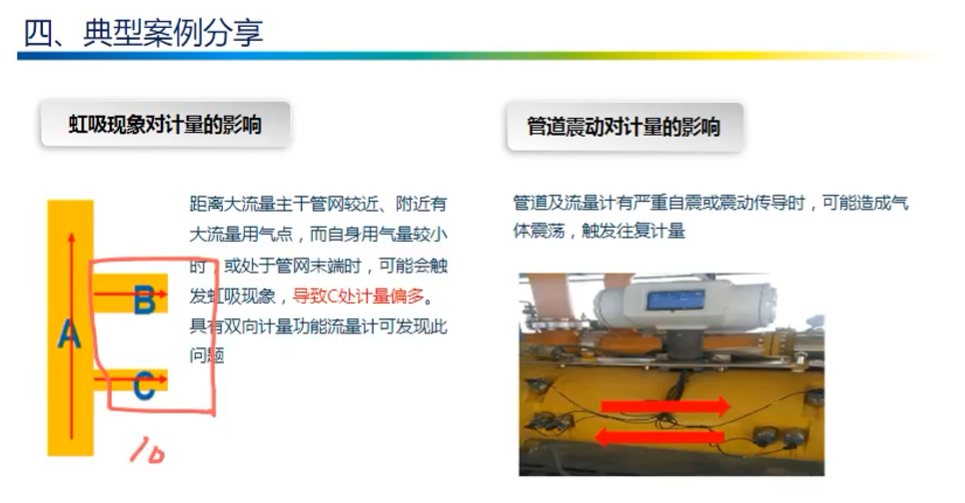 四、典型案例分享
虹吸现象对计量的影响
距离大流量主干管网较近、附近有
大流量用气点，而自身用气量较小
时，或处于管网末端时，可能会触
发虹吸现象，导致C处计量偏多。
具有双向计量功能流量计可发现此
问题
A
B
C
10
管道震动对计量的影响
管道及流量计有严重自震或震动传导时，可能造成气
体震荡，触发往复计量